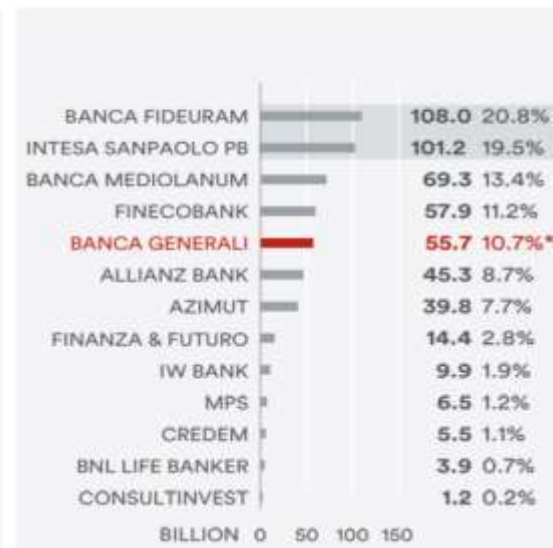 BANCA FIDEURAM 108.0 20.8%
INTESA SANPAOLO PB 101.2 19.5%
BANCA MEDIOLANUM 69.3 13.4%
FINECOBANK 57.9 11.2%
BANCA GENERALI 55.7 10.7%*
ALLIANZ BANK 45.3 8.7%
AZIMUT 39.8 7.7%
FINANZA & FUTURO 14.4 2.8%
IW BANK 9.9 1.9%
MPS 6.5 1.2%
CREDEM 5.5 1.1%
BNL LIFE BANKER 3.9 0.7%
CONSULTINVEST 1.2 0.2%
BILLION 0 50 100 150